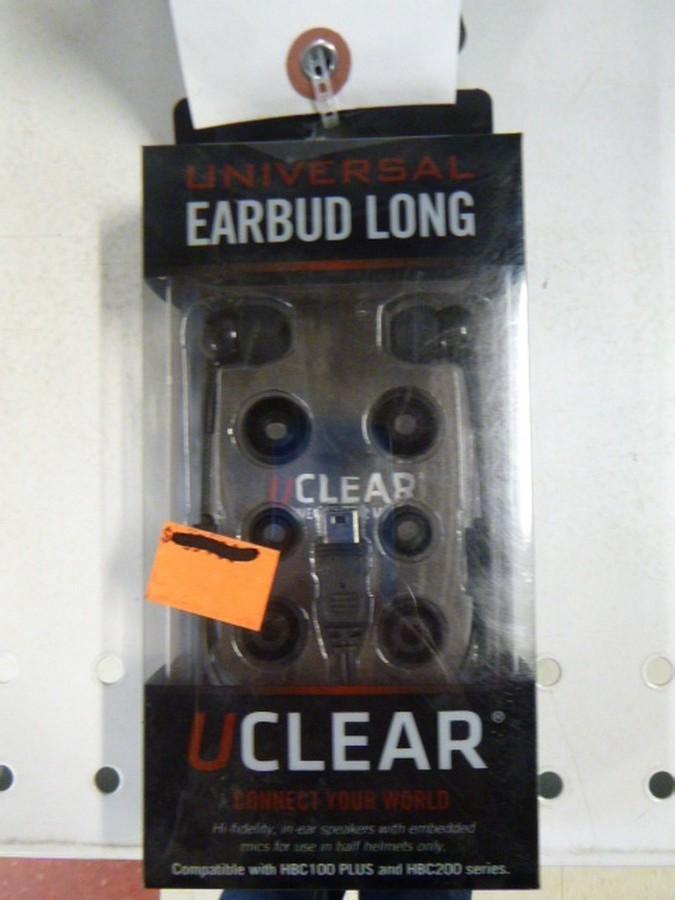 UNIVERSAL
EARBUD LONG
UCLEAR
UCLEAR®
CONNECT YOUR WORLD
Hi-fidelity, in-ear speakers with embedded
mics for use in half helmets only.
Compatible with HBC100 PLUS and HBC200 series.